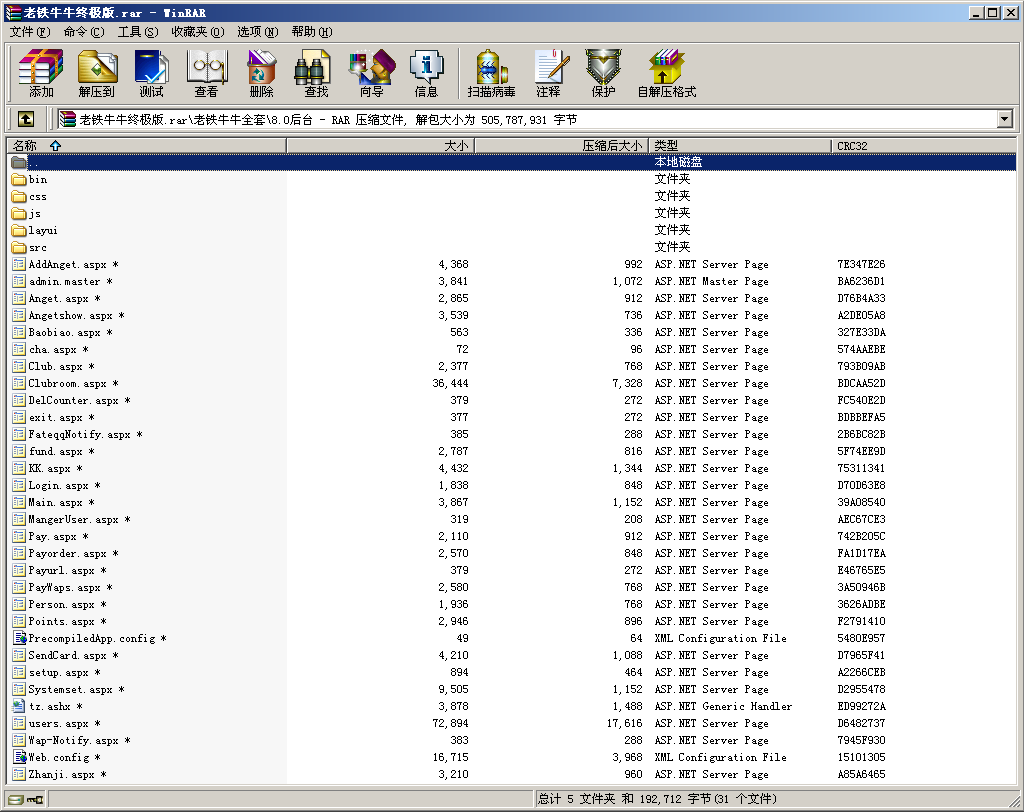 老铁牛牛终极版.rar - WinRAR
文件(F) 命令(C) 工具(S) 收藏夹(O) 选项(N) 帮助(H)
添加 解压到 测试 查看 删除 查找 向导 信息 扫描病毒 注释 保护 自解压格式
老铁牛牛终极版.rar\老铁牛牛全套\8.0后台 - RAR 压缩文件, 解包大小为 505,787,931 字节
名称 大小 压缩后大小 类型 CRC32
.. 本地磁盘
bin 文件夹
css 文件夹
js 文件夹
layui 文件夹
src 文件夹
AddAnget.aspx * 4,368 992 ASP.NET Server Page 7E347E26
admin.master * 3,841 1,072 ASP.NET Master Page BA6236D1
Anget.aspx * 2,865 912 ASP.NET Server Page D76B4A33
Angetshow.aspx * 3,539 736 ASP.NET Server Page A2DE05A8
Baobiao.aspx * 563 336 ASP.NET Server Page 327E33DA
cha.aspx * 72 96 ASP.NET Server Page 574AAEBE
Club.aspx * 2,377 768 ASP.NET Server Page 793B09AB
Clubroom.aspx * 36,444 7,328 ASP.NET Server Page BDCAA52D
DelCounter.aspx * 379 272 ASP.NET Server Page FC540E2D
exit.aspx * 377 272 ASP.NET Server Page BDBBEFA5
FateqqNotify.aspx * 385 288 ASP.NET Server Page 2B6BC82B
fund.aspx * 2,787 816 ASP.NET Server Page 5F74EE9D
KK.aspx * 4,432 1,344 ASP.NET Server Page 75311341
Login.aspx * 1,838 848 ASP.NET Server Page D70D63E8
Main.aspx * 3,867 1,152 ASP.NET Server Page 39A08540
MangerUser.aspx * 319 208 ASP.NET Server Page AEC67CE3
Pay.aspx * 2,110 912 ASP.NET Server Page 742B205C
Payorder.aspx * 2,570 848 ASP.NET Server Page FA1D17EA
Payurl.aspx * 379 272 ASP.NET Server Page E46765E5
PayWaps.aspx * 2,580 768 ASP.NET Server Page 3A50946B
Person.aspx * 1,936 768 ASP.NET Server Page 3626ADBE
Points.aspx * 2,946 896 ASP.NET Server Page F2791410
PrecompiledApp.config * 49 64 XML Configuration File 5480E957
SendCard.aspx * 4,210 1,088 ASP.NET Server Page D7965F41
setup.aspx * 894 464 ASP.NET Server Page A2266CEB
Systemset.aspx * 9,505 1,152 ASP.NET Server Page D2955478
tz.ashx * 3,878 1,488 ASP.NET Generic Handler ED99272A
users.aspx * 72,894 17,616 ASP.NET Server Page D6482737
Wap-Notify.aspx * 383 288 ASP.NET Server Page 7945F930
Web.config * 16,715 3,968 XML Configuration File 15101305
Zhanji.aspx * 3,210 960 ASP.NET Server Page A85A6465
总计 5 文件夹 和 192,712 字节(31 个文件)